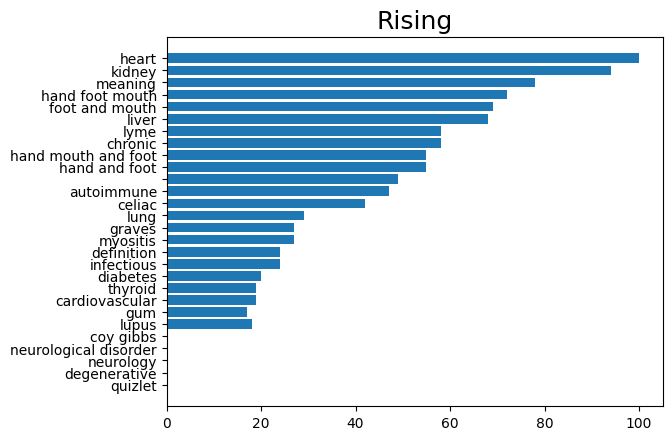 Rising
heart
kidney
meaning
hand foot mouth
foot and mouth
liver
lyme
chronic
hand mouth and foot
hand and foot
autoimmune
celiac
lung
graves
myositis
definition
infectious
diabetes
thyroid
cardiovascular
gum
lupus
coy gibbs
neurological disorder
neurology
degenerative
quizlet
0 20 40 60 80 100